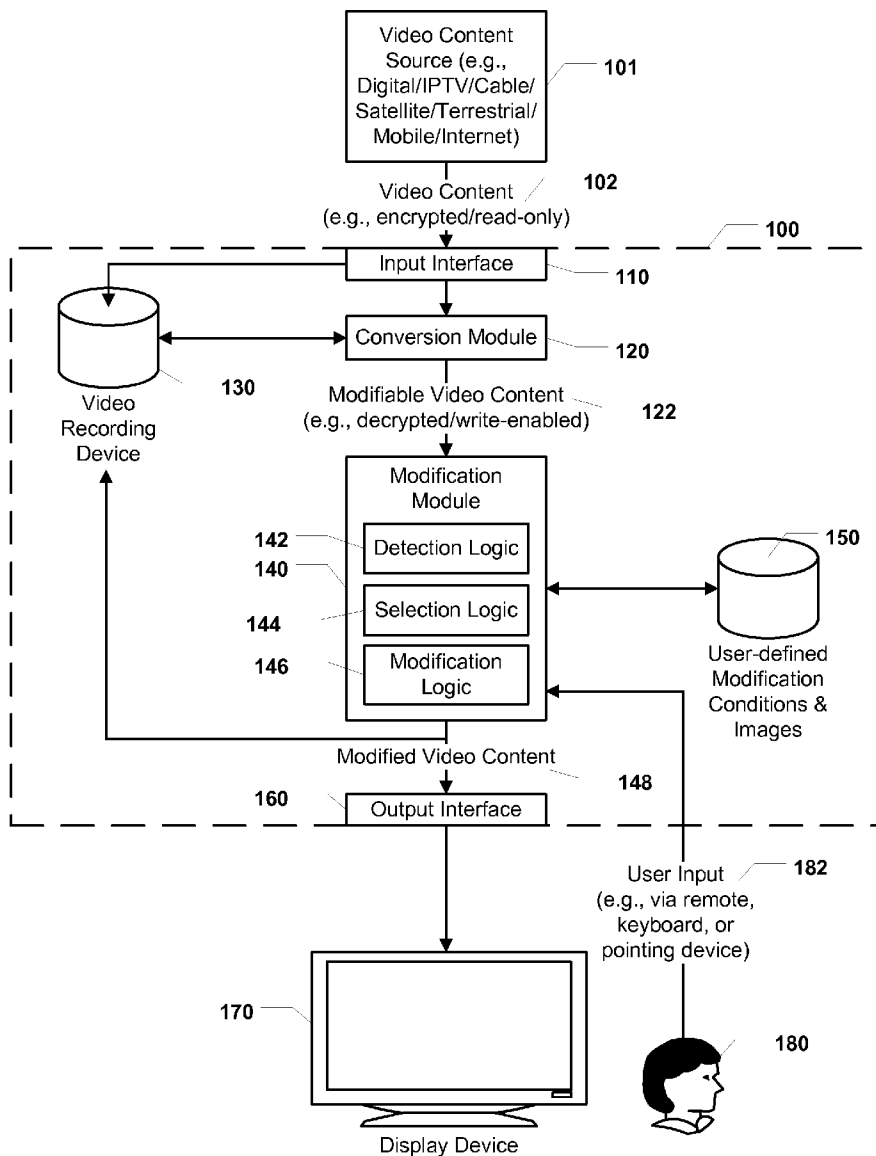 Video Content
Source (e.g.,
Digital/IPTV/Cable/
Satellite/Terrestrial/
Mobile/Internet)
101
Video Content
(e.g., encrypted/read-only)
102
100
Input Interface
110
Conversion Module
120
Video
Recording
Device
130
Modifiable Video Content
(e.g., decrypted/write-enabled)
122
Modification
Module
142
Detection Logic
140
144
Selection Logic
146
Modification
Logic
150
User-defined
Modification
Conditions &
Images
Modified Video Content
148
160
Output Interface
User Input
(e.g., via remote,
keyboard, or
pointing device)
182
170
180
Display Device